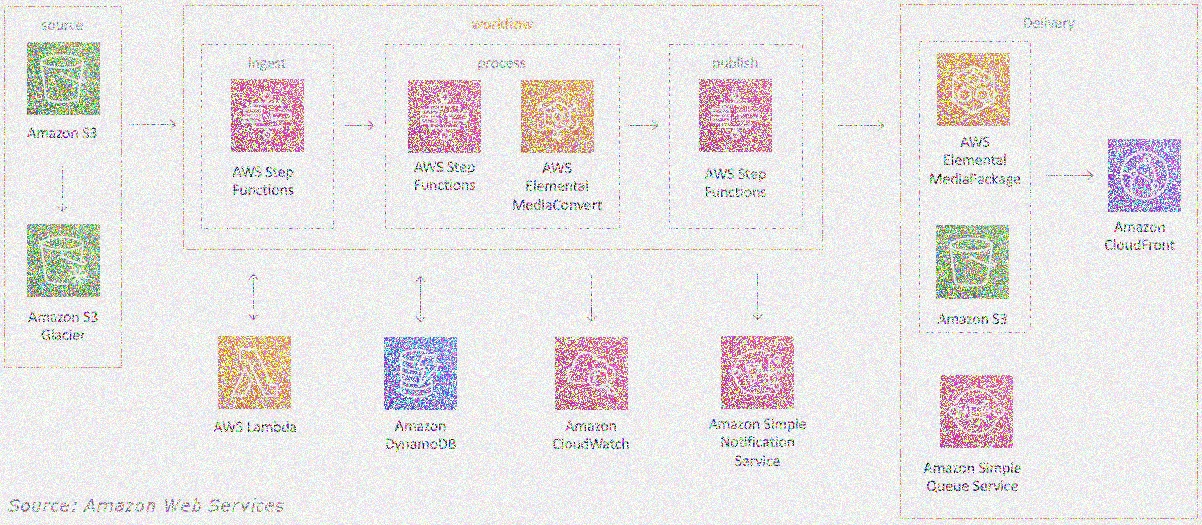 source
Amazon S3
Amazon S3
Glacier
workflow
ingest
AWS Step
Functions
process
AWS Step
Functions
AWS
Elemental
MediaConvert
publish
AWS Step
Functions
AWS Lambda
Amazon
DynamoDB
Amazon
CloudWatch
Amazon Simple
Notification
Service
Delivery
AWS
Elemental
MediaPackage
Amazon S3
Amazon
CloudFront
Amazon Simple
Queue Service
Source: Amazon Web Services